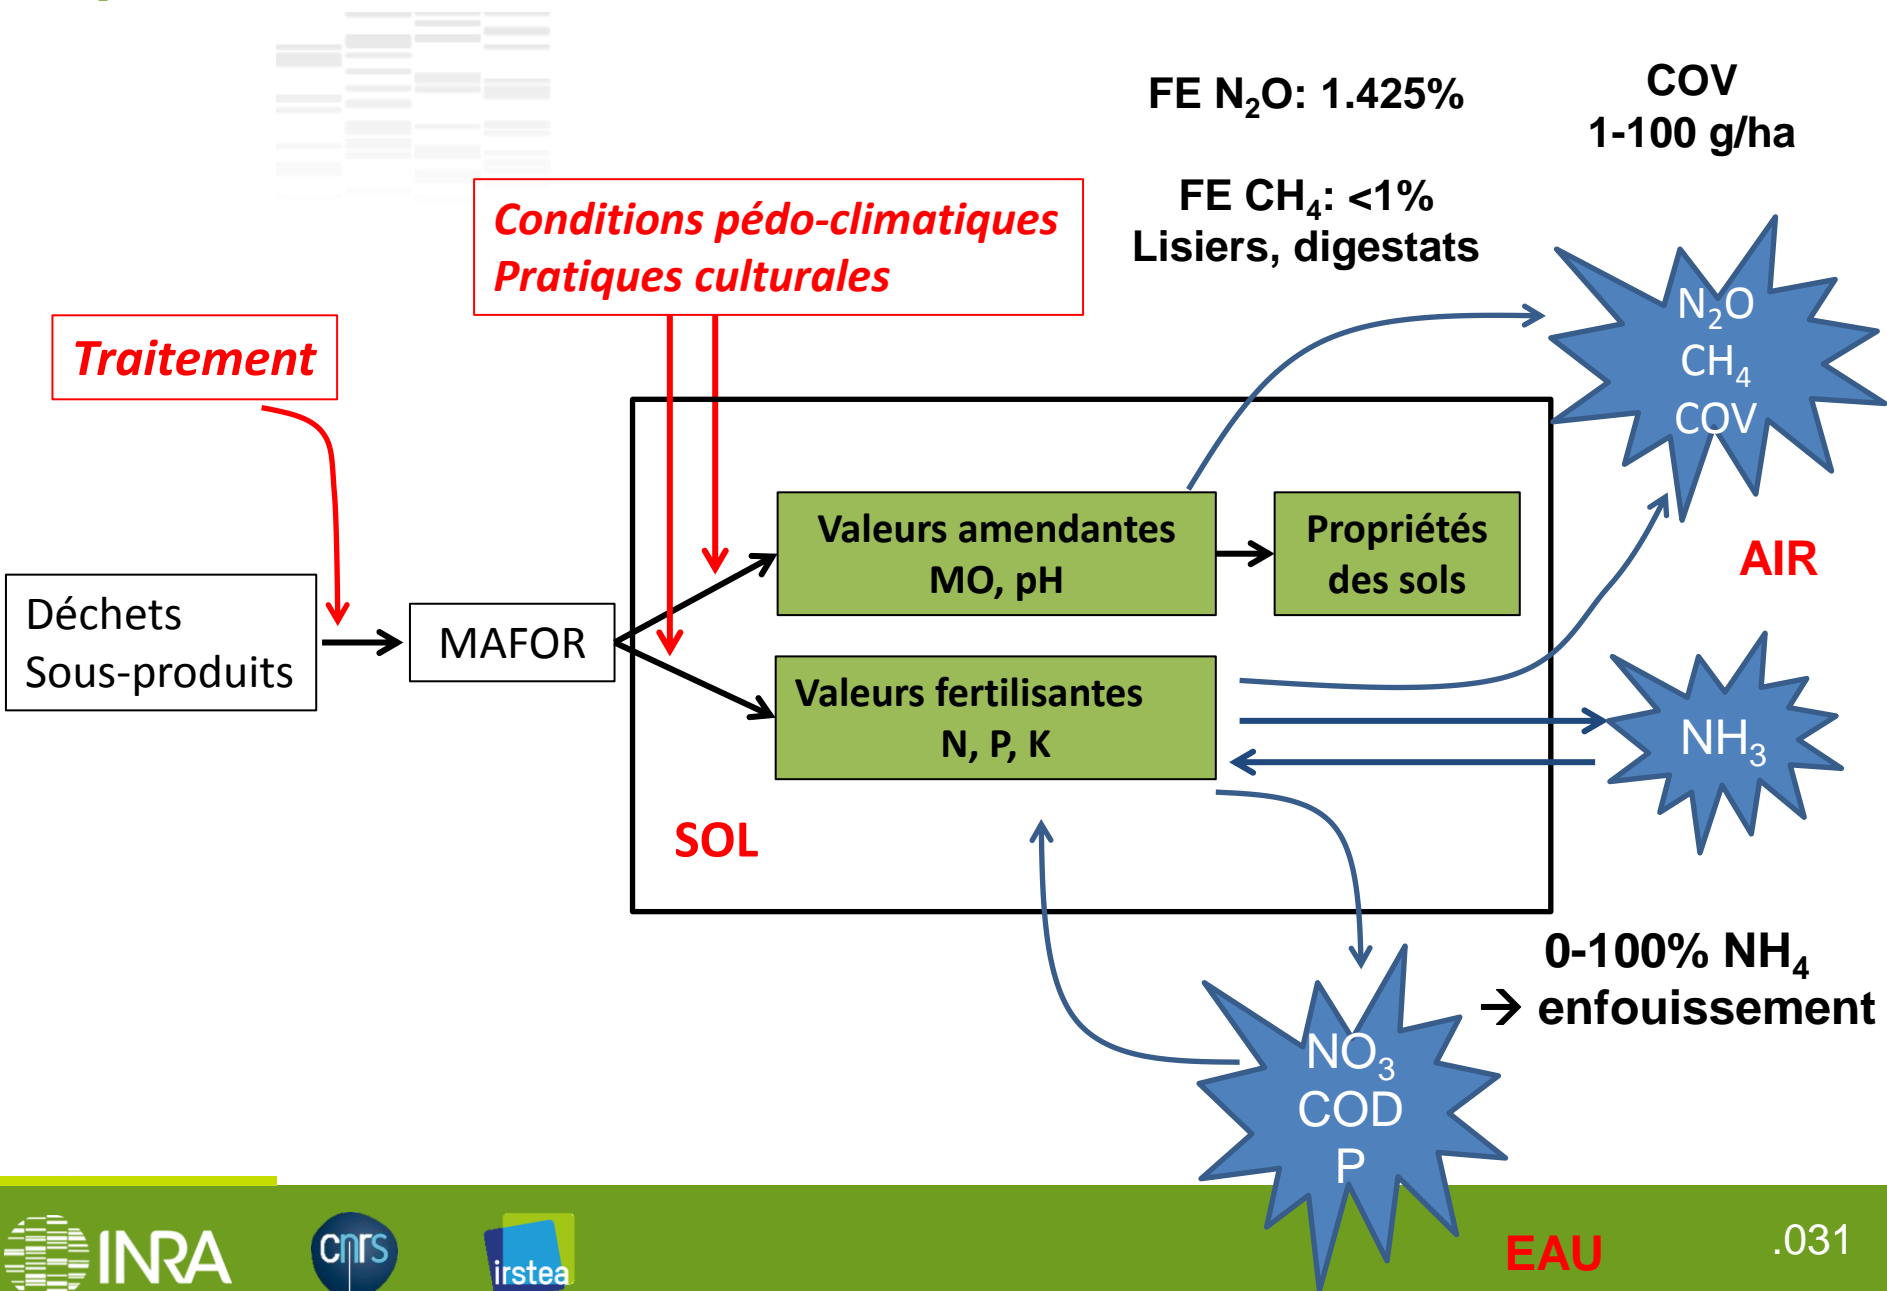 FE N₂O: 1.425%
COV
1-100 g/ha
FE CH₄: <1%
Lisiers, digestats
Conditions pédo-climatiques
Pratiques culturales
Traitement
N₂O
CH₄
COV
Valeurs amendantes
MO, pH
Propriétés
des sols
AIR
Déchets
Sous-produits
MAFOR
Valeurs fertilisantes
N, P, K
NH₃
SOL
0-100% NH₄
→ enfouissement
NO₃
COD
P
INRA
cnrs
irstea
EAU
.031